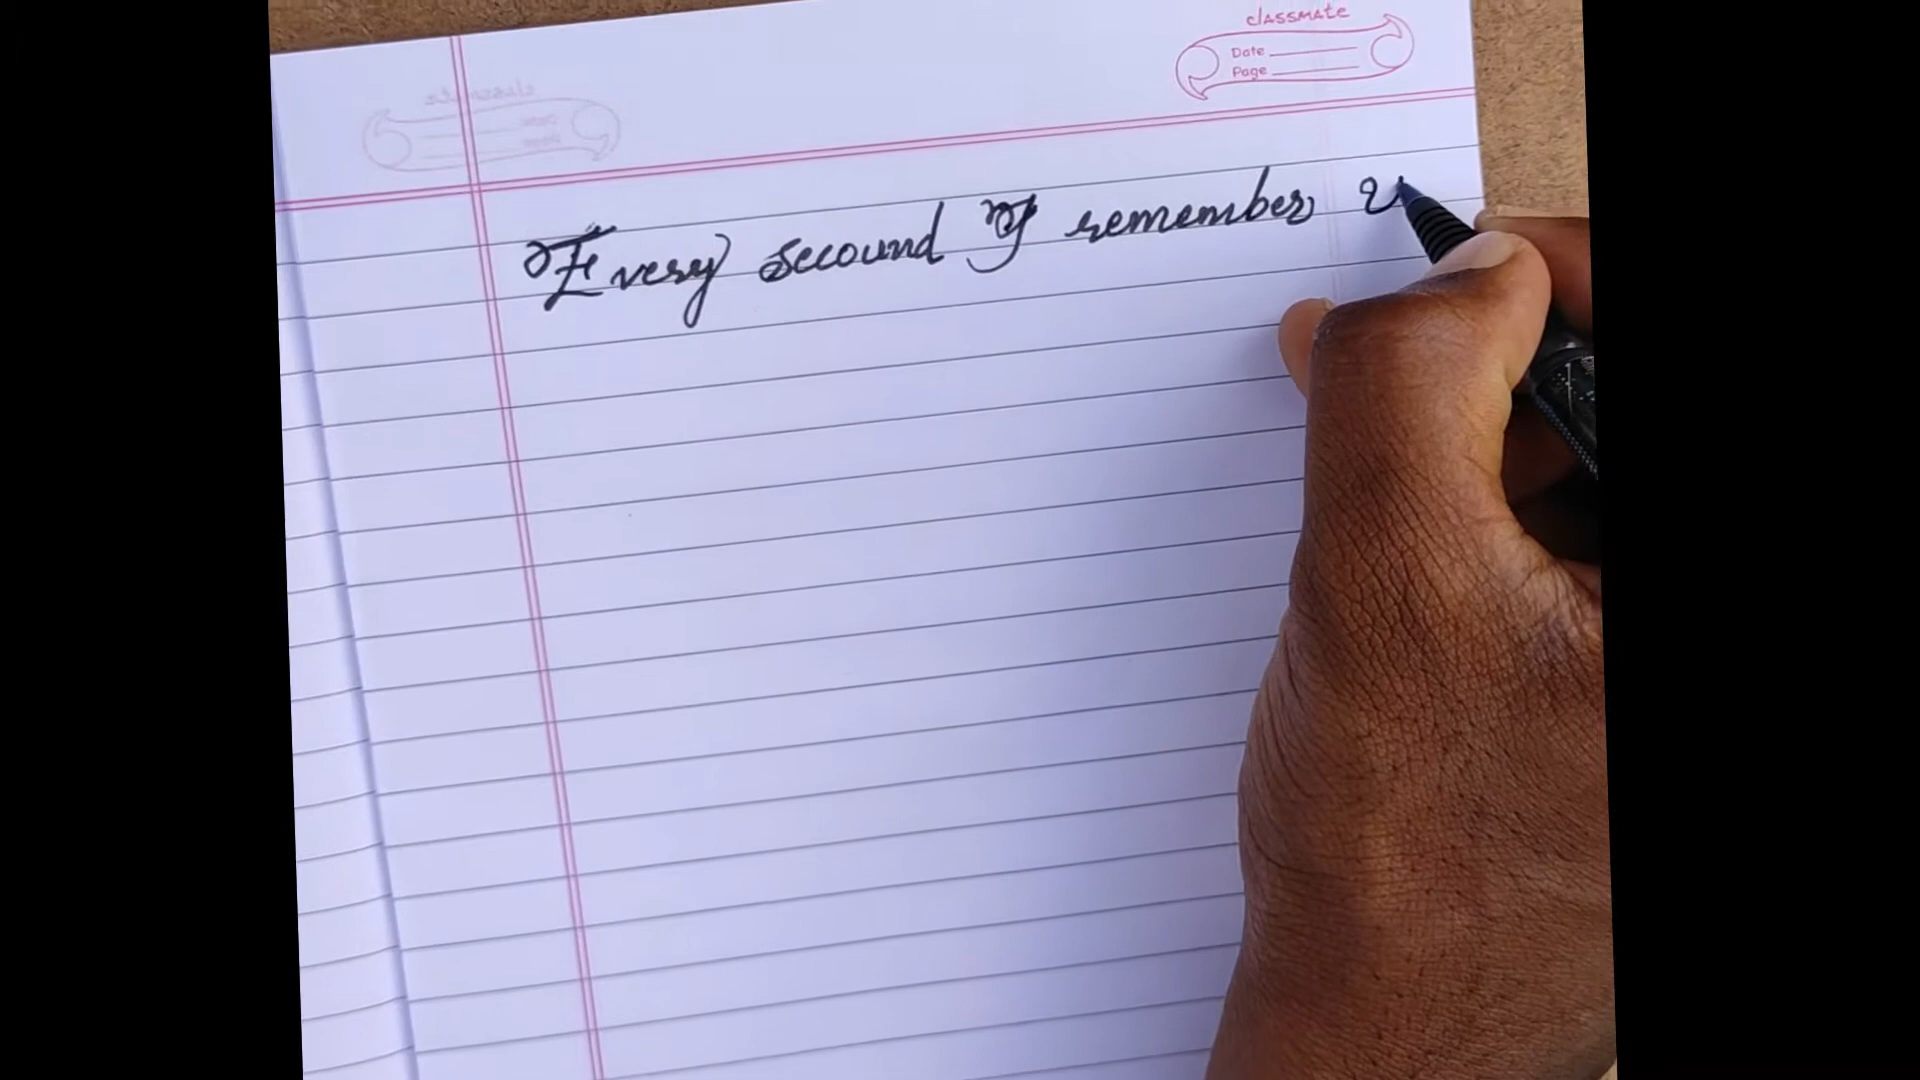 classmate
Date
Page
Every secound I remember